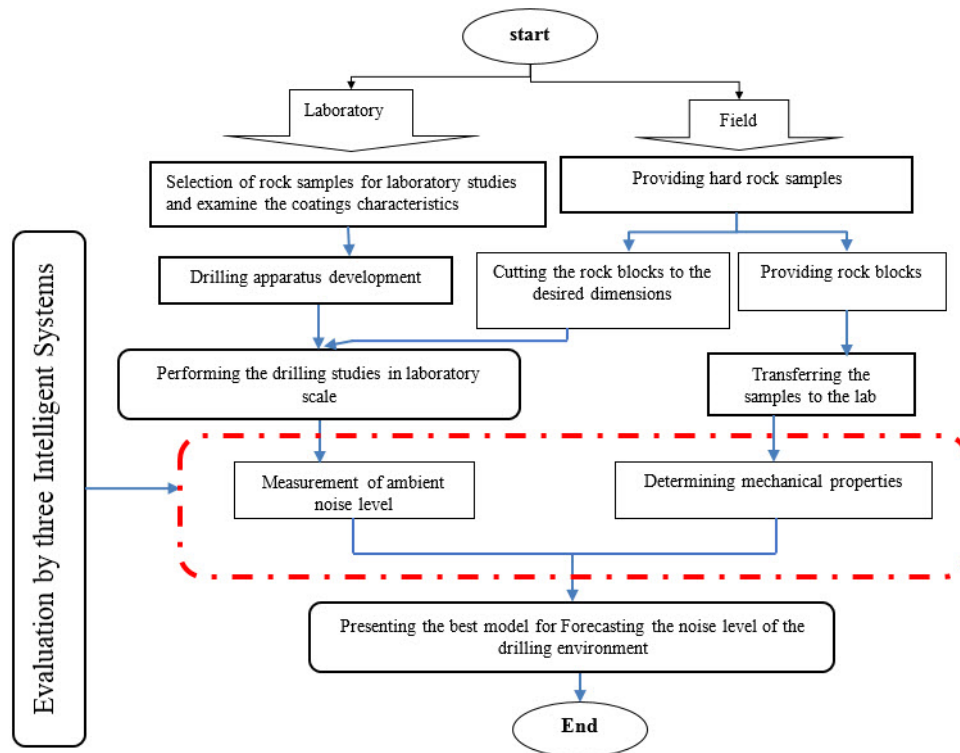 start
Laboratory
Field
Selection of rock samples for laboratory studies
and examine the coatings characteristics
Providing hard rock samples
Drilling apparatus development
Cutting the rock blocks to the
desired dimensions
Providing rock blocks
Performing the drilling studies in laboratory
scale
Transferring the
samples to the lab
Evaluation by three Intelligent Systems
Measurement of ambient
noise level
Determining mechanical properties
Presenting the best model for Forecasting the noise level of the
drilling environment
End